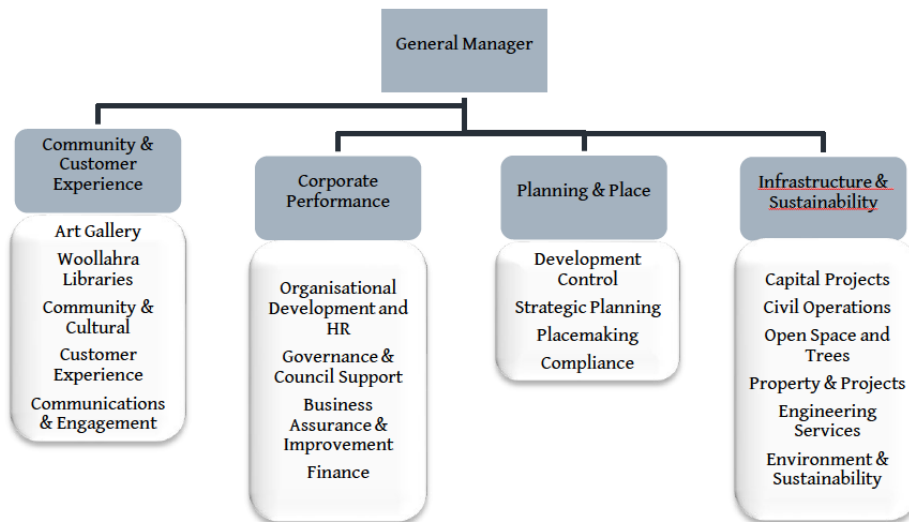 General Manager
Community &
Customer
Experience
Art Gallery
Woollahra
Libraries
Community &
Cultural
Customer
Experience
Communications
& Engagement
Corporate
Performance
Organisational
Development and
HR
Governance &
Council Support
Business
Assurance &
Improvement
Finance
Planning & Place
Development
Control
Strategic Planning
Placemaking
Compliance
Infrastructure &
Sustainability
Capital Projects
Civil Operations
Open Space and
Trees
Property & Projects
Engineering
Services
Environment &
Sustainability